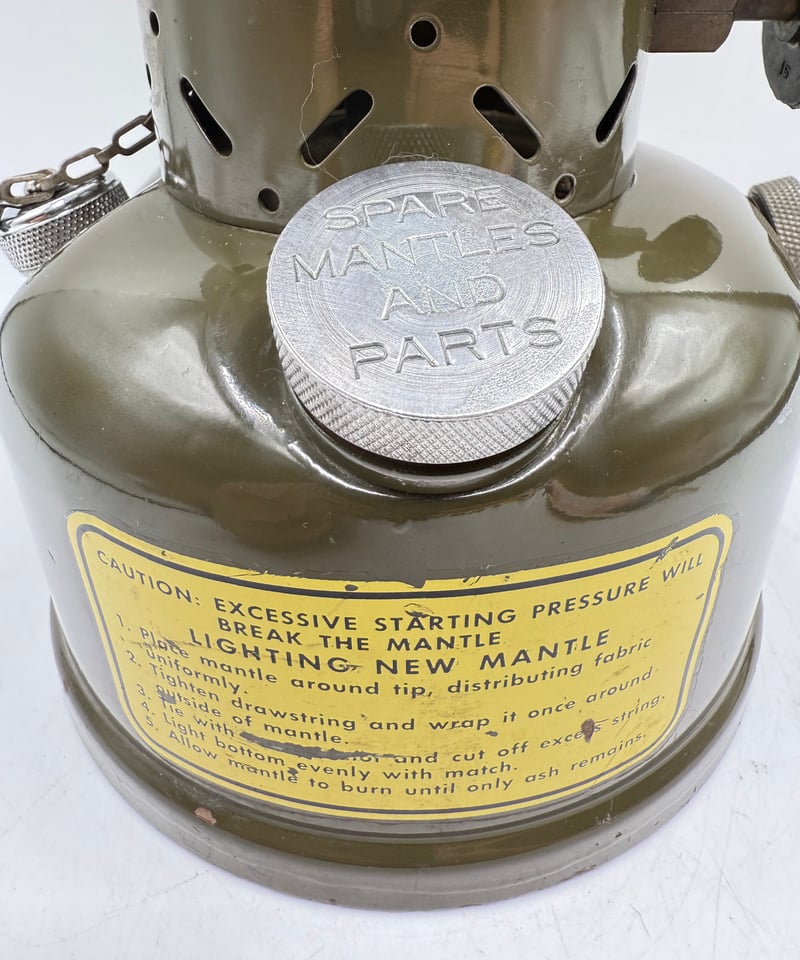 SPARE
MANTLES
AND
PARTS
CAUTION: EXCESSIVE STARTING PRESSURE WILL
BREAK THE MANTLE
LIGHTING NEW MANTLE
1. Place mantle around tip, distributing fabric
uniformly.
2. Tighten drawstring and wrap it once around
outside of mantle.
3. Tie with and cut off excess string.
4. Light bottom evenly with match.
5. Allow mantle to burn until only ash remains.